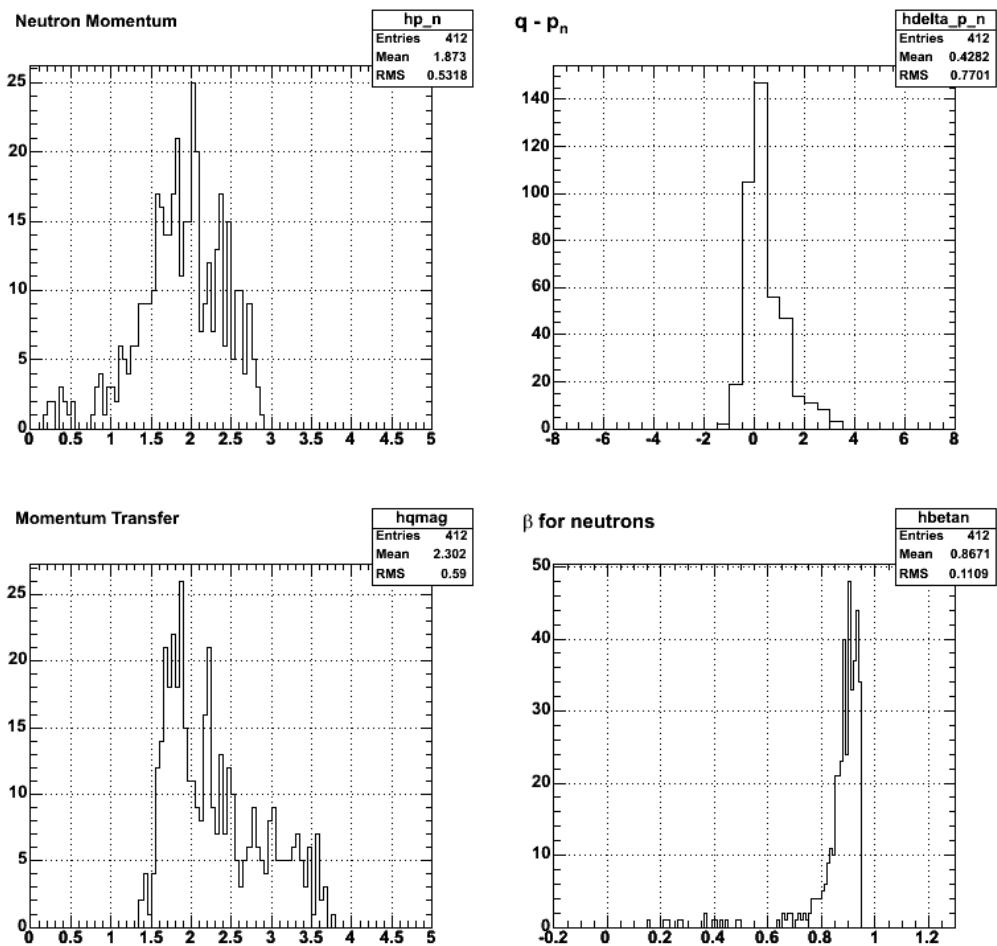 Neutron Momentum
hp_n
Entries 412
Mean 1.873
RMS 0.5318
25
20
15
10
5
0
0 0.5 1 1.5 2 2.5 3 3.5 4 4.5 5
q - pn
hdelta_p_n
Entries 412
Mean 0.4282
RMS 0.7701
140
120
100
80
60
40
20
0
-8 -6 -4 -2 0 2 4 6 8
Momentum Transfer
hqmag
Entries 412
Mean 2.302
RMS 0.59
25
20
15
10
5
0
0 0.5 1 1.5 2 2.5 3 3.5 4 4.5 5
β for neutrons
hbetan
Entries 412
Mean 0.8671
RMS 0.1109
50
40
30
20
10
0
-0.2 0 0.2 0.4 0.6 0.8 1 1.2